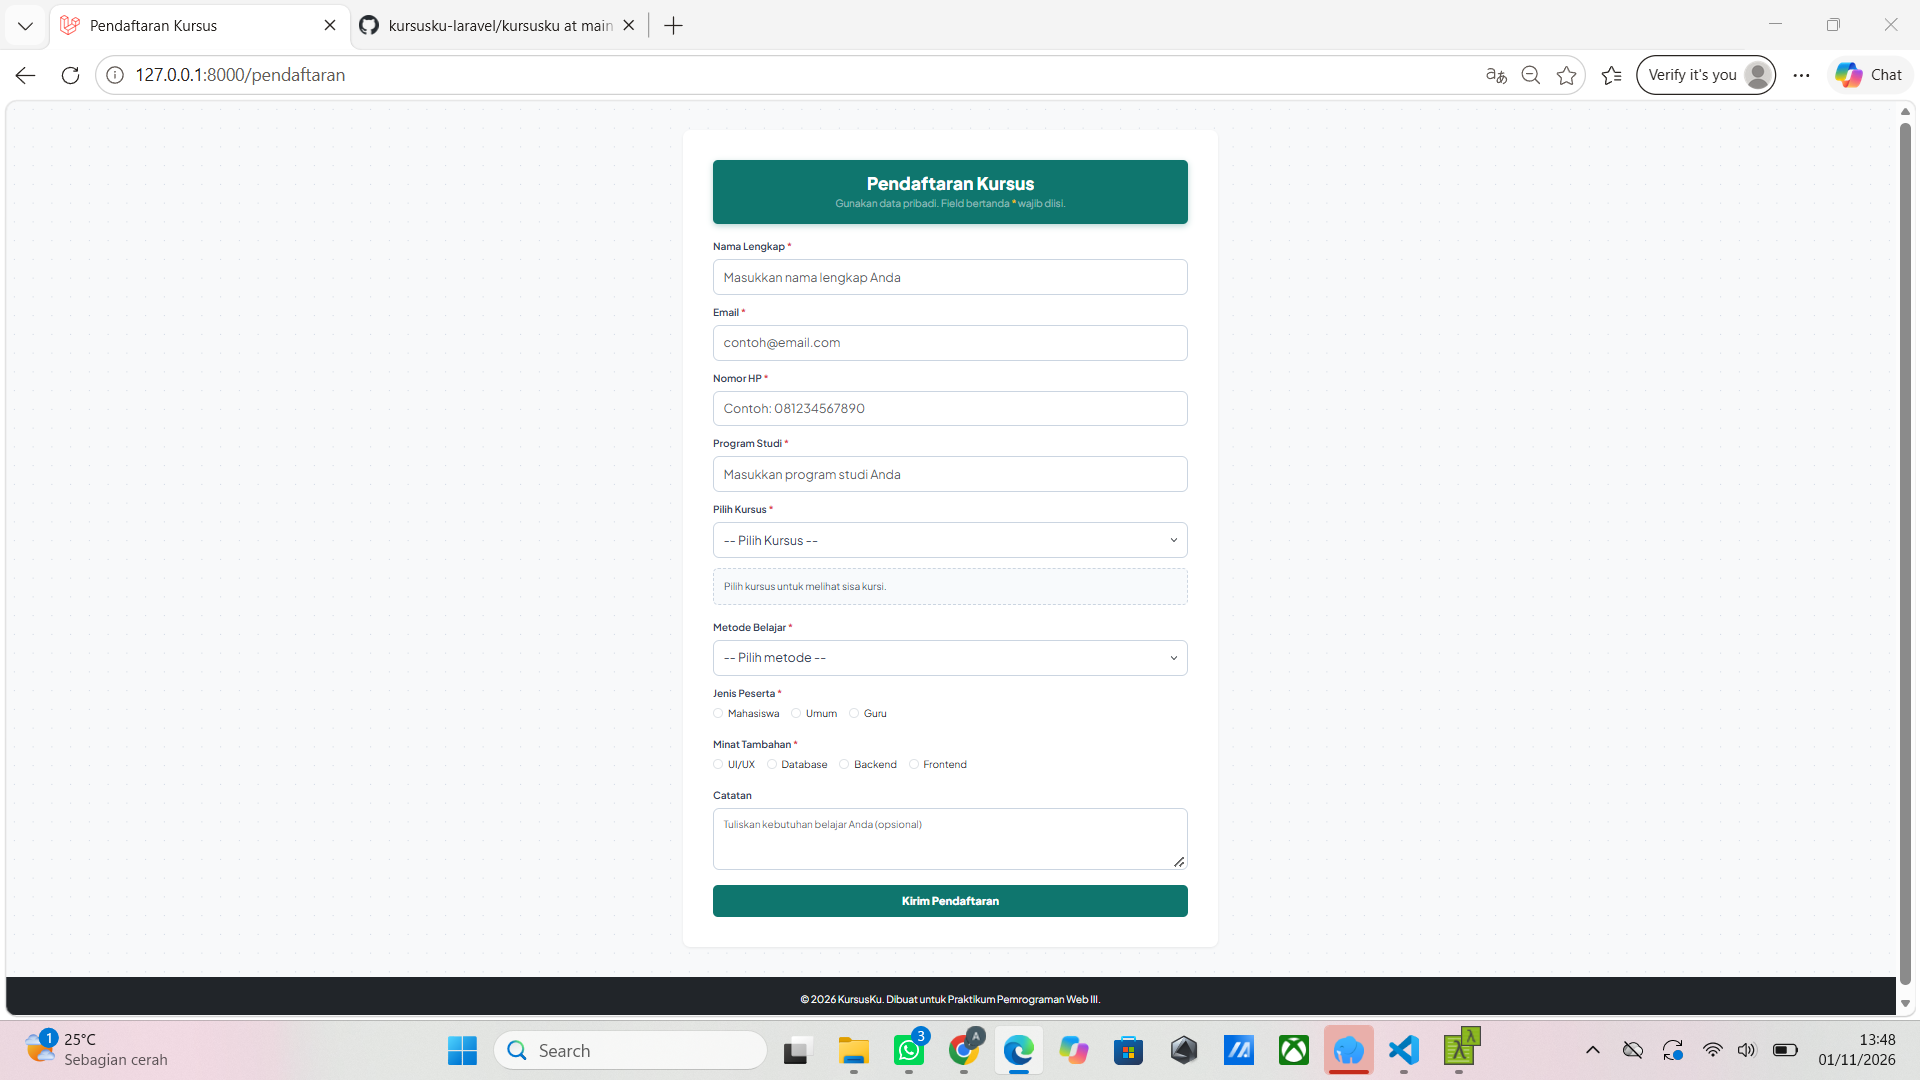 Pendaftaran Kursus
kursusku-laravel/kursusku at main
127.0.0.1:8000/pendaftaran
Verify it's you
Chat
Pendaftaran Kursus
Gunakan data pribadi. Field bertanda * wajib diisi.
Nama Lengkap *
Masukkan nama lengkap Anda
Email *
contoh@email.com
Nomor HP *
Contoh: 081234567890
Program Studi *
Masukkan program studi Anda
Pilih Kursus *
-- Pilih Kursus --
Pilih kursus untuk melihat sisa kursi.
Metode Belajar *
-- Pilih metode --
Jenis Peserta *
Mahasiswa Umum Guru
Minat Tambahan *
UI/UX Database Backend Frontend
Catatan
Tuliskan kebutuhan belajar Anda (opsional)
Kirim Pendaftaran
© 2026 KursusKu. Dibuat untuk Praktikum Pemrograman Web III.
1
25°C
Sebagian cerah
Search
3
A
13:48
01/11/2026